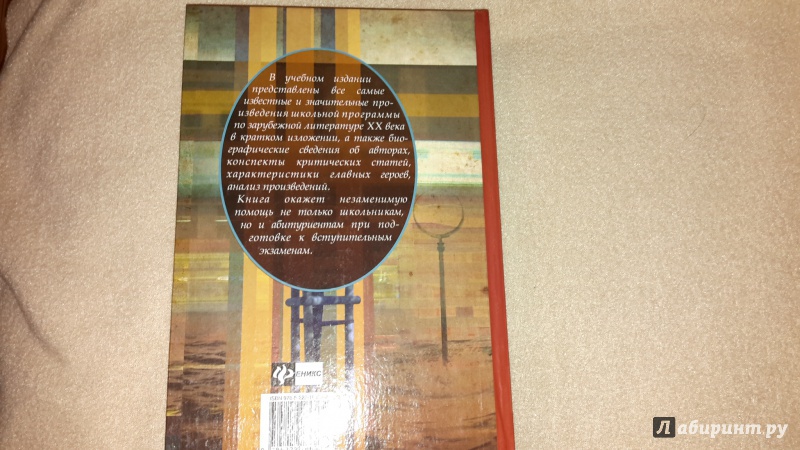 В учебном издании
представлены все самые
известные и значительные про-
изведения школьной программы
по зарубежной литературе XX века
в кратком изложении, а также био-
графические сведения об авторах,
конспекты критических статей,
характеристики главных героев,
анализ произведений.
Книга окажет незаменимую
помощь не только школьникам,
но и абитуриентам при под-
готовке к вступительным
экзаменам.
ЕНИКС
Лабиринт.ру